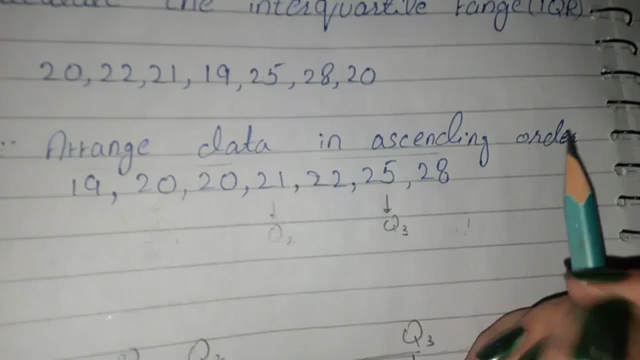 the interquartile range (IQR)
20, 22, 21, 19, 25, 28, 20
Arrange data in ascending order
19, 20, 20, 21, 22, 25, 28
Q₃
Q₃